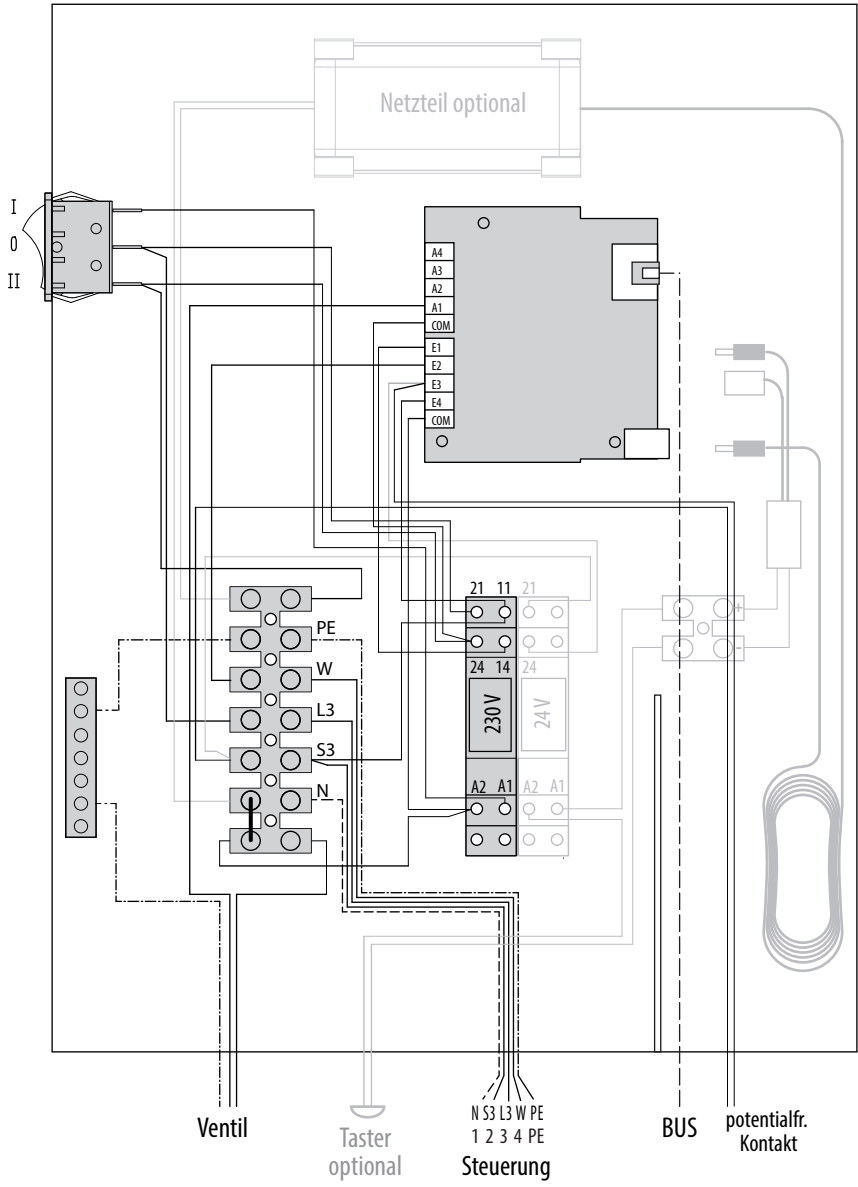 Netzteil optional
I
0
II
A4
A3
A2
A1
COM
E1
E2
E3
E4
COM
21 11 21
PE
W
L3
S3
N
24 14 24
230 V 24 V
A2 A1 A2 A1
+
-
Ventil
Taster
optional
N S3 L3 W PE
1 2 3 4 PE
Steuerung
BUS
potentialfr.
Kontakt